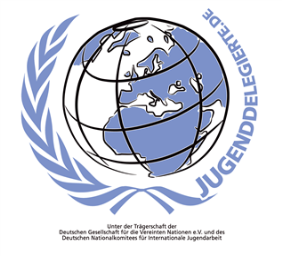 JUGENDDELEGIERTE.DE
Unter der Trägerschaft der
Deutschen Gesellschaft für die Vereinten Nationen e.V. und des
Deutschen Nationalkomitees für Internationale Jugendarbeit